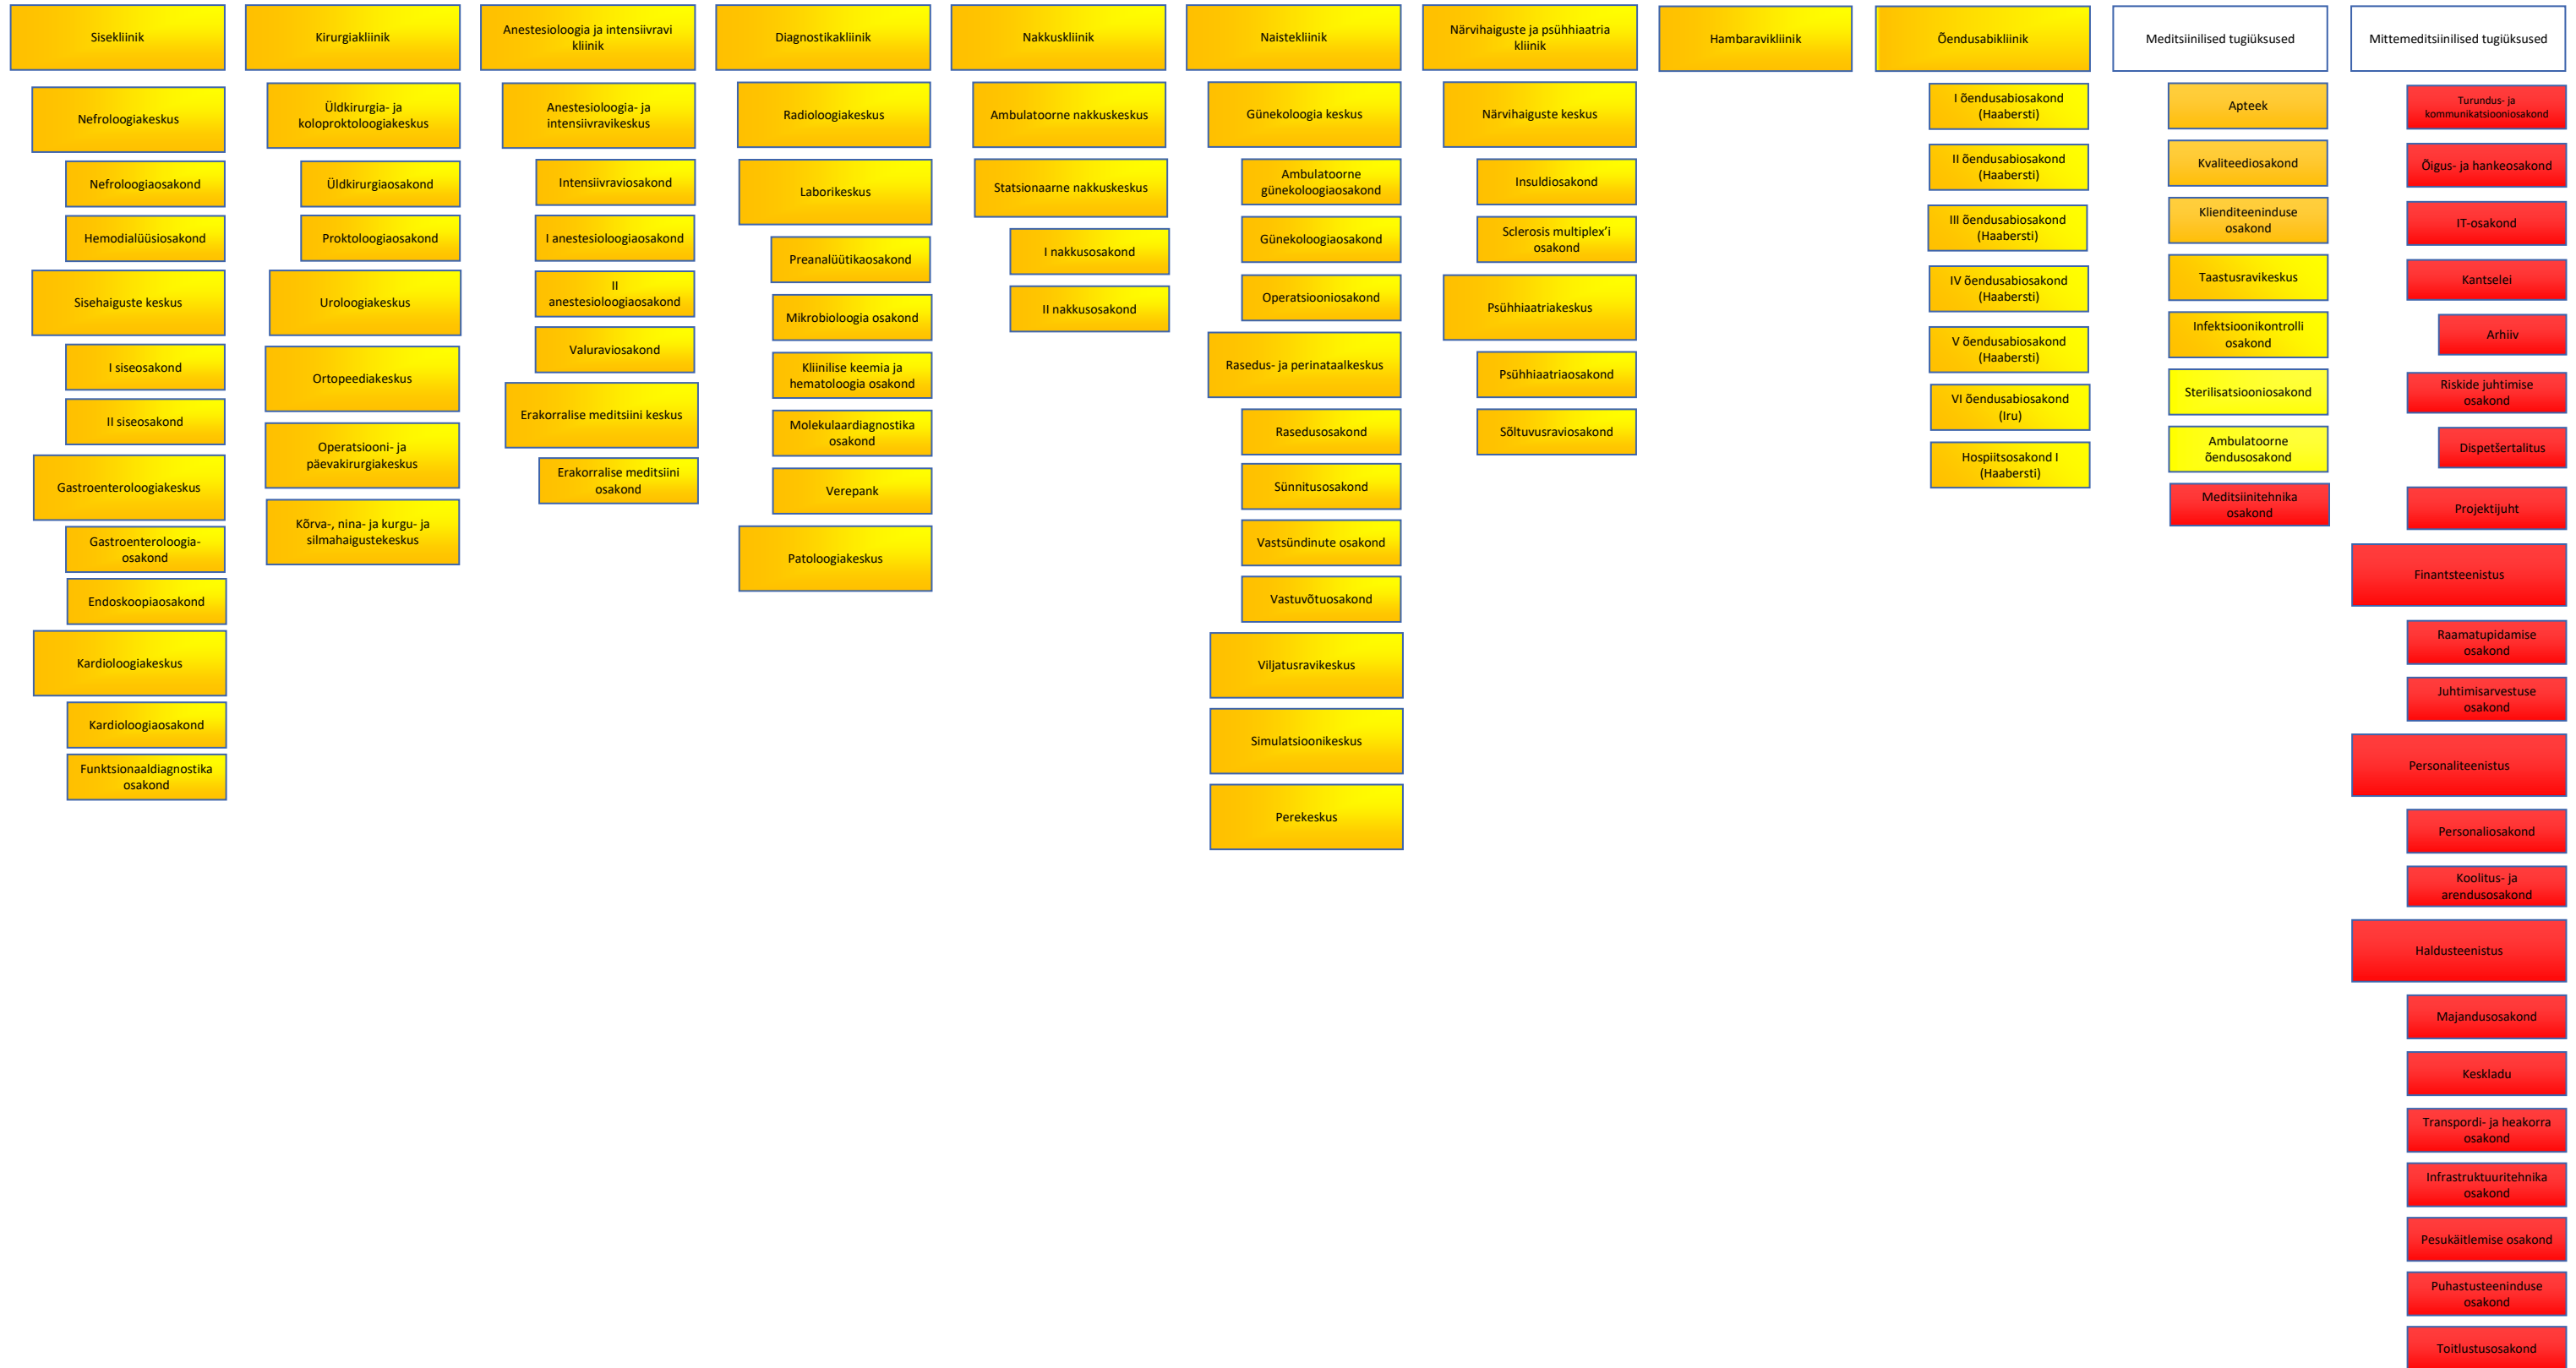 Sisekliinik
Nefroloogiakeskus
Nefroloogiaosakond
Hemodialüüsiosakond
Sisehaiguste keskus
I siseosakond
II siseosakond
Gastroenteroloogiakeskus
Gastroenteroloogia-
osakond
Endoskoopiaosakond
Kardioloogiakeskus
Kardioloogiaosakond
Funktsionaaldiagnostika
osakond
Kirurgiakliinik
Üldkirurgia- ja
koloproktoloogiakeskus
Üldkirurgiaosakond
Proktoloogiaosakond
Uroloogiakeskus
Ortopeediakeskus
Operatsiooni- ja
päevakirurgiakeskus
Kõrva-, nina- ja kurgu- ja
silmahaigustekeskus
Anestesioloogia ja intensiivravi
kliinik
Anestesioloogia- ja
intensiivravikeskus
Intensiivraviosakond
I anestesioloogiaosakond
II
anestesioloogiaosakond
Valuraviosakond
Erakorralise meditsiini keskus
Erakorralise meditsiini
osakond
Diagnostikakliinik
Radioloogiakeskus
Laborikeskus
Preanalüütikaosakond
Mikrobioloogia osakond
Kliinilise keemia ja
hematoloogia osakond
Molekulaardiagnostika
osakond
Verepank
Patoloogiakeskus
Nakkuskliinik
Ambulatoorne nakkuskeskus
Statsionaarne nakkuskeskus
I nakkusosakond
II nakkusosakond
Naistekliinik
Günekoloogia keskus
Ambulatoorne
günekoloogiaosakond
Günekoloogiaosakond
Operatsiooniosakond
Rasedus- ja perinataalkeskus
Rasedusosakond
Sünnitusosakond
Vastsündinute osakond
Vastuvõtuosakond
Viljatusravikeskus
Simulatsioonikeskus
Perekeskus
Närvihaiguste ja psühhiaatria
kliinik
Närvihaiguste keskus
Insuldiosakond
Sclerosis multiplex’i
osakond
Psühhiaatriakeskus
Psühhiaatriaosakond
Sõltuvusraviosakond
Hambaravikliinik
Õendusabikliinik
I õendusabiosakond
(Haabersti)
II õendusabiosakond
(Haabersti)
III õendusabiosakond
(Haabersti)
IV õendusabiosakond
(Haabersti)
V õendusabiosakond
(Haabersti)
VI õendusabiosakond
(Iru)
Hospiitsosakond I
(Haabersti)
Meditsiinilised tugiüksused
Apteek
Kvaliteediosakond
Klienditeeninduse
osakond
Taastusravikeskus
Infektsioonikontrolli
osakond
Sterilisatsiooniosakond
Ambulatoorne
õendusosakond
Meditsiinitehnika
osakond
Mittemeditsiinilised tugiüksused
Turundus- ja
kommunikatsiooniosakond
Õigus- ja hankeosakond
IT-osakond
Kantselei
Arhiiv
Riskide juhtimise
osakond
Dispetšertalitus
Projektijuht
Finantsteenistus
Raamatupidamise
osakond
Juhtimisarvestuse
osakond
Personaliteenistus
Personaliosakond
Koolitus- ja
arendusosakond
Haldusteenistus
Majandusosakond
Keskladu
Transpordi- ja heakorra
osakond
Infrastruktuuritehnika
osakond
Pesukäitlemise osakond
Puhastusteeninduse
osakond
Toitlustusosakond